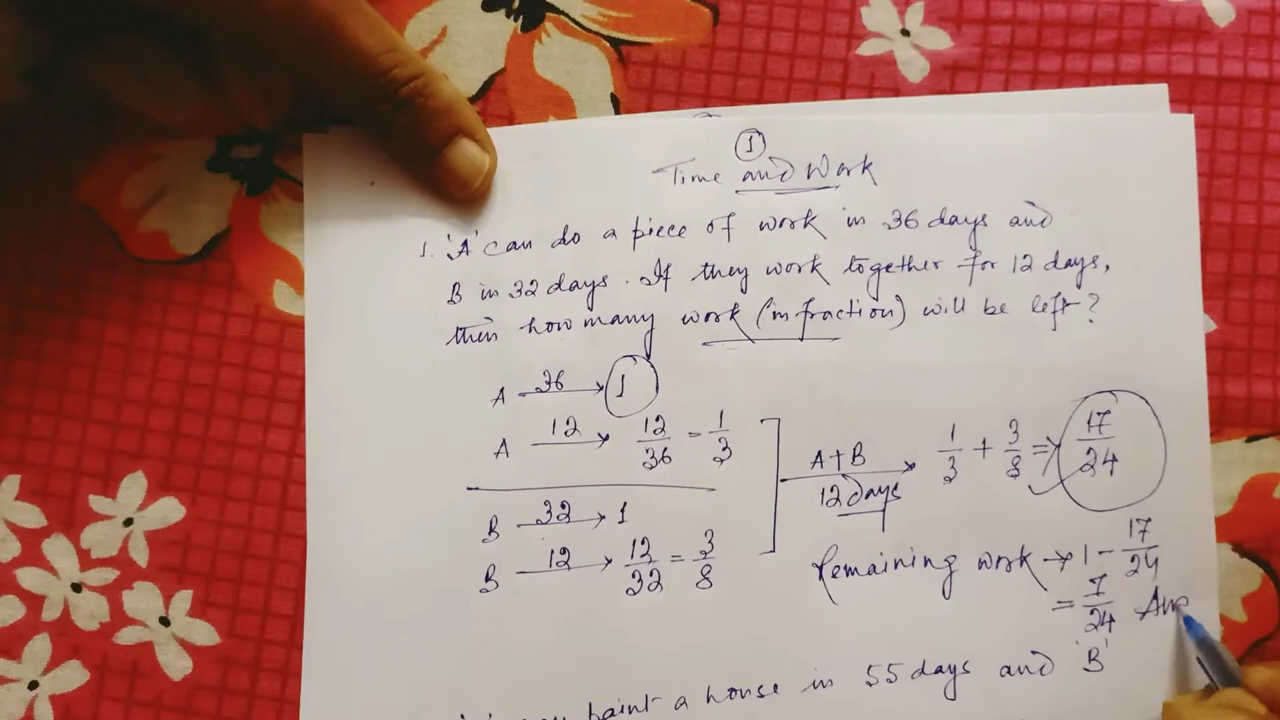 1
Time and Work
1. 'A' can do a piece of work in 36 days and
B in 32 days. If they work together for 12 days,
then how many work (in fraction) will be left?
A 36→ 1
A 12→ 12/36 = 1/3
B 32→ 1
B 12→ 12/32 = 3/8
A+B→ 1/3 + 3/8 ⇒ 17/24
12 days
Remaining work → 1 - 17/24
= 7/24 Ans
paint a house in 55 days and 'B'